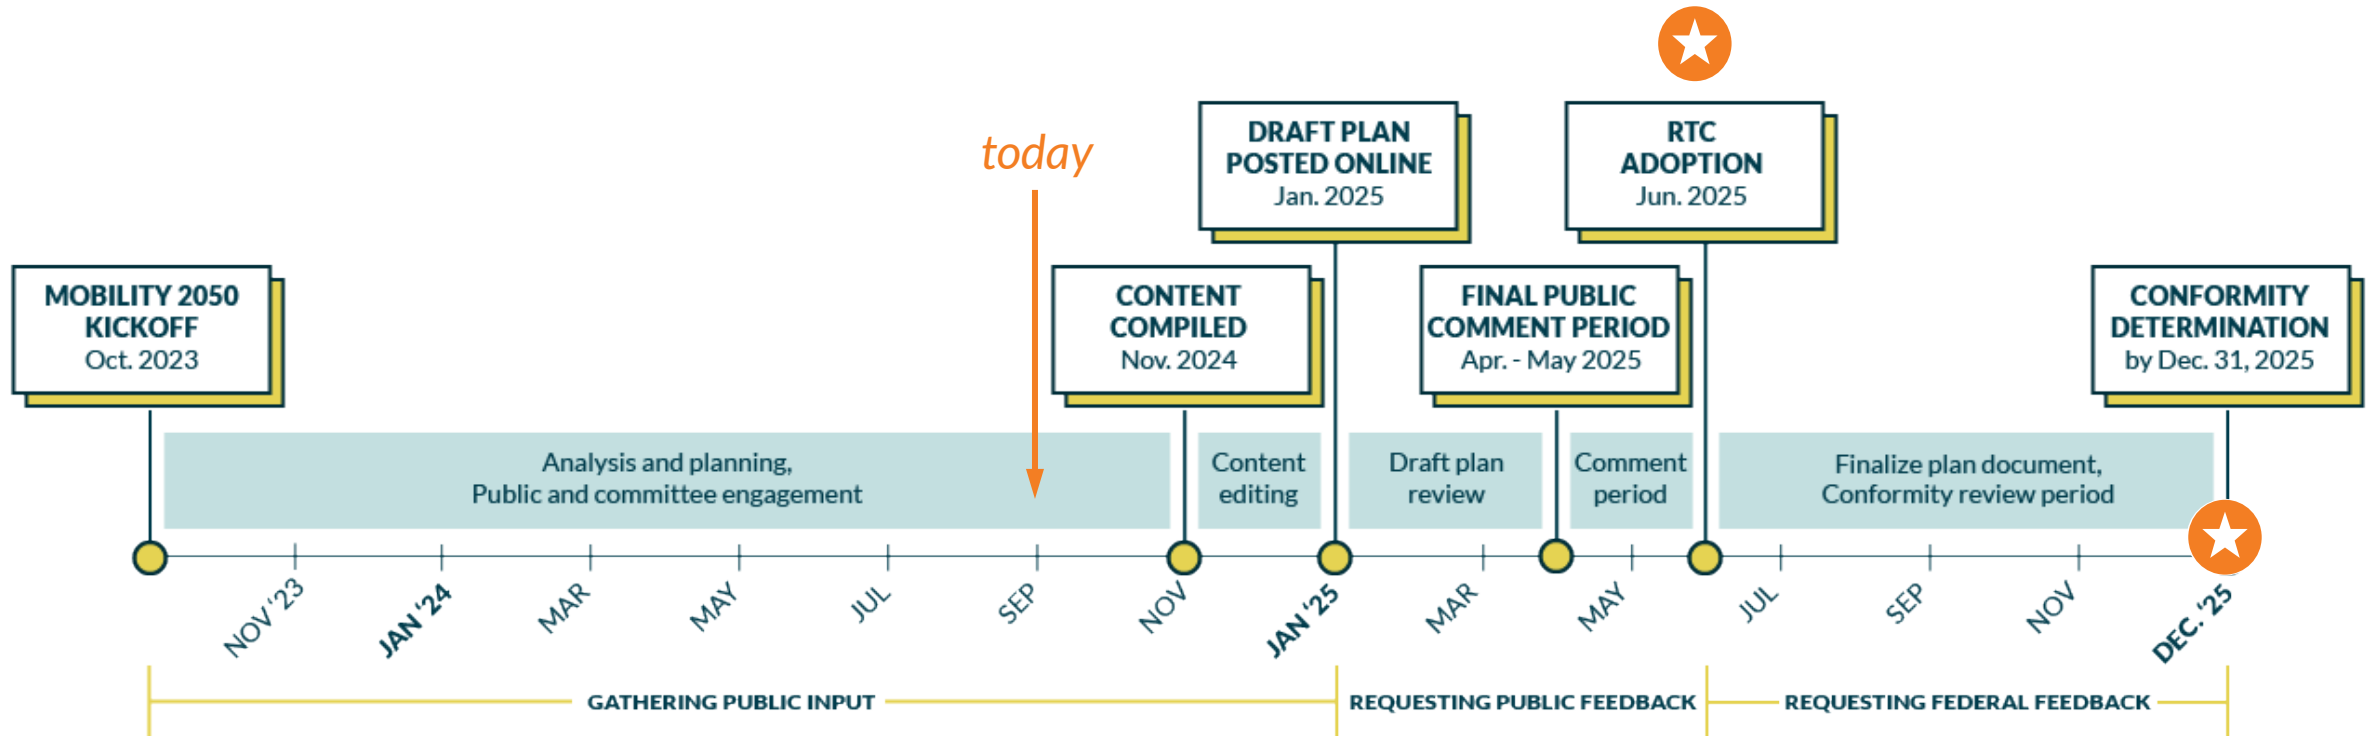 today
MOBILITY 2050
KICKOFF
Oct. 2023
CONTENT
COMPILED
Nov. 2024
DRAFT PLAN
POSTED ONLINE
Jan. 2025
FINAL PUBLIC
COMMENT PERIOD
Apr. - May 2025
RTC
ADOPTION
Jun. 2025
CONFORMITY
DETERMINATION
by Dec. 31, 2025
Analysis and planning,
Public and committee engagement
Content
editing
Draft plan
review
Comment
period
Finalize plan document,
Conformity review period
NOV '23
JAN '24
MAR
MAY
JUL
SEP
NOV
JAN '25
MAR
MAY
JUL
SEP
NOV
DEC. '25
GATHERING PUBLIC INPUT
REQUESTING PUBLIC FEEDBACK
REQUESTING FEDERAL FEEDBACK